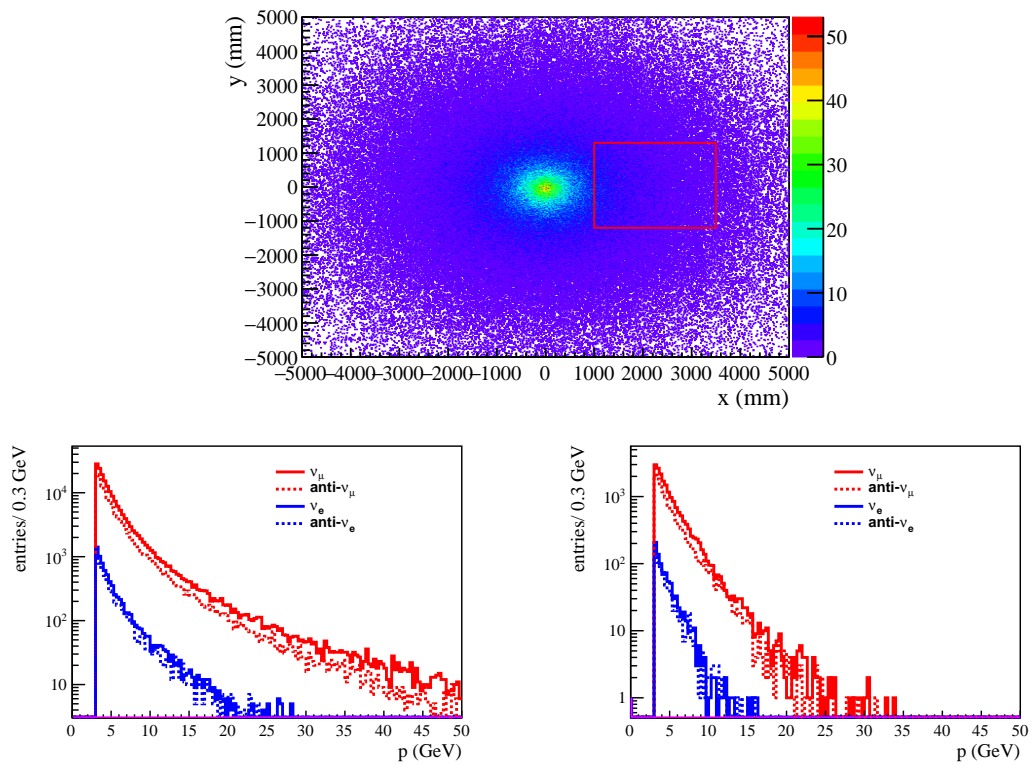 y (mm)
5000
4000
3000
2000
1000
0
−1000
−2000
−3000
−4000
−5000
−5000−4000−3000−2000−1000 0 1000 2000 3000 4000 5000
x (mm)
50
40
30
20
10
0
entries/ 0.3 GeV
10⁴
10³
10²
10
0 5 10 15 20 25 30 35 40 45 50
p (GeV)
νμ
anti-νμ
νe
anti-νe
entries/ 0.3 GeV
10³
10²
10
1
0 5 10 15 20 25 30 35 40 45 50
p (GeV)
νμ
anti-νμ
νe
anti-νe